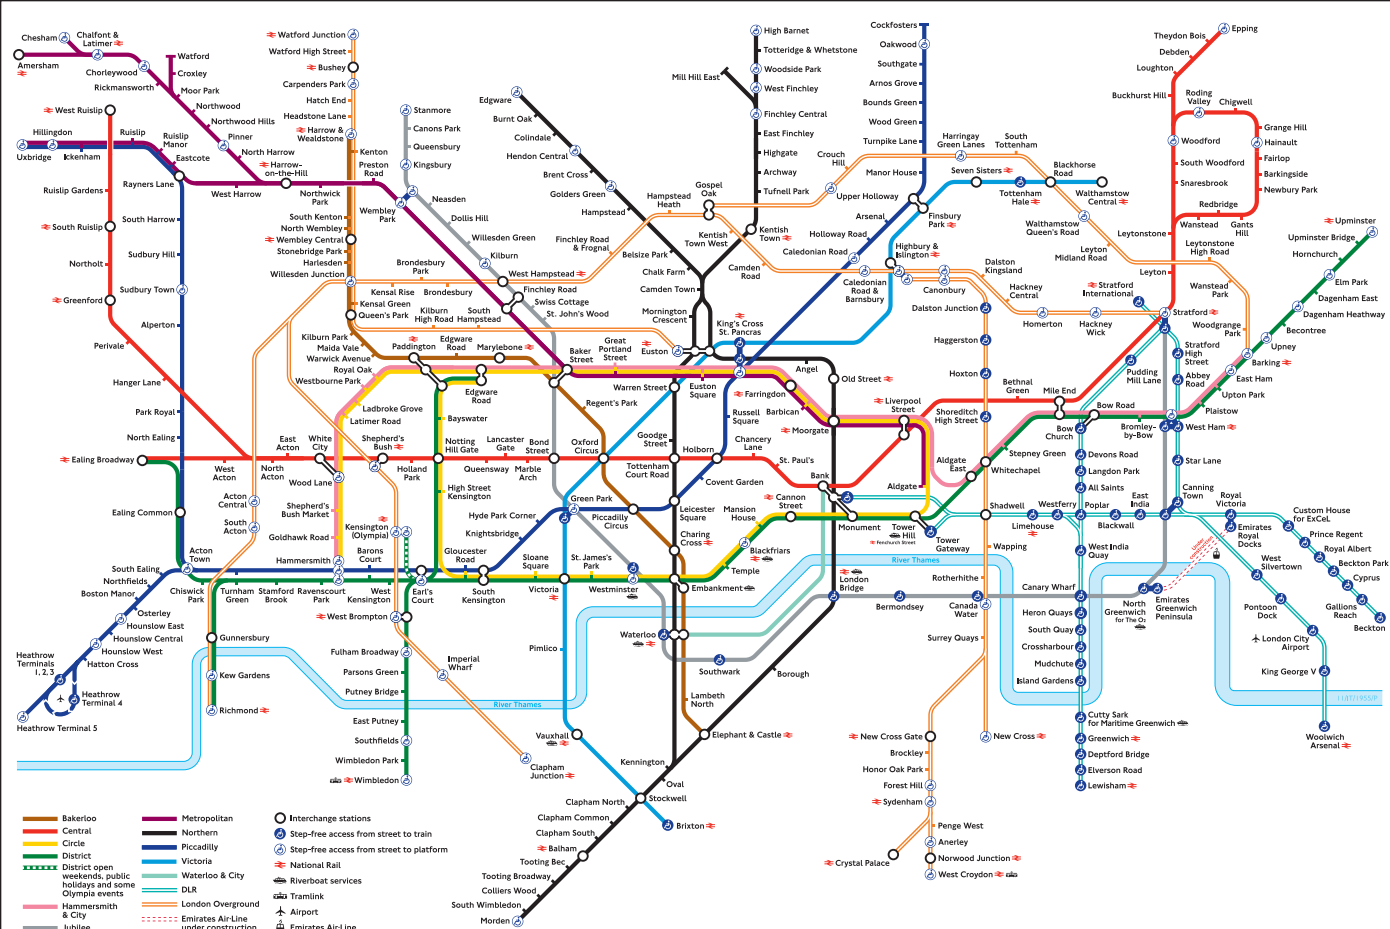 Chesham
Chalfont &
Latimer
Amersham
Chorleywood
Rickmansworth
Watford
Croxley
Moor Park
Northwood
Northwood Hills
Pinner
North Harrow
Harrow-
on-the-Hill
West Ruislip
Hillingdon
Uxbridge
Ickenham
Ruislip
Ruislip
Manor
Eastcote
Rayners Lane
West Harrow
Northwick
Park
Preston
Road
Ruislip Gardens
South Ruislip
Northolt
Greenford
Perivale
Hanger Lane
South Harrow
Sudbury Hill
Sudbury Town
Alperton
Park Royal
North Ealing
Ealing Broadway
Ealing Common
West
Acton
North
Acton
East
Acton
White
City
Acton
Central
South
Acton
Acton
Town
South Ealing
Northfields
Boston Manor
Osterley
Hounslow East
Hounslow Central
Hounslow West
Hatton Cross
Heathrow
Terminals
1, 2, 3
Heathrow
Terminal 4
Heathrow Terminal 5
Watford Junction
Watford High Street
Bushey
Carpenders Park
Hatch End
Headstone Lane
Harrow &
Wealdstone
Kenton
South Kenton
North Wembley
Wembley Central
Stonebridge Park
Harlesden
Willesden Junction
Kensal Green
Queen's Park
Kilburn Park
Maida Vale
Warwick Avenue
Royal Oak
Westbourne Park
Ladbroke Grove
Latimer Road
Stanmore
Canons Park
Queensbury
Kingsbury
Wembley
Park
Neasden
Dollis Hill
Willesden Green
Kilburn
West Hampstead
Finchley Road
Swiss Cottage
St. John's Wood
Brondesbury
Park
Kensal Rise
Brondesbury
Kilburn
High Road
South
Hampstead
Edgware
Burnt Oak
Colindale
Hendon Central
Brent Cross
Golders Green
Hampstead
Belsize Park
Chalk Farm
Camden Town
Mornington
Crescent
Finchley Road
& Frognal
Hampstead
Heath
Gospel
Oak
Kentish
Town West
Camden
Road
Mill Hill East
High Barnet
Totteridge & Whetstone
Woodside Park
West Finchley
Finchley Central
East Finchley
Highgate
Archway
Tufnell Park
Kentish
Town
Cockfosters
Oakwood
Southgate
Arnos Grove
Bounds Green
Wood Green
Turnpike Lane
Manor House
Crouch
Hill
Upper Holloway
Harringay
Green Lanes
South
Tottenham
Seven Sisters
Tottenham
Hale
Blackhorse
Road
Walthamstow
Central
Walthamstow
Queen's Road
Leyton
Midland Road
Leytonstone
High Road
Wanstead
Park
Woodgrange
Park
Finsbury
Park
Arsenal
Holloway Road
Caledonian Road
Highbury &
Islington
Caledonian
Road &
Barnsbury
Canonbury
Dalston
Kingsland
Hackney
Central
Homerton
Hackney
Wick
Dalston Junction
Haggerston
Hoxton
Shoreditch
High Street
Epping
Theydon Bois
Debden
Loughton
Buckhurst Hill
Roding
Valley
Chigwell
Grange Hill
Hainault
Fairlop
Barkingside
Newbury Park
Woodford
South Woodford
Snaresbrook
Redbridge
Wanstead
Gants
Hill
Leytonstone
Leyton
Stratford
International
Stratford
Upminster
Upminster Bridge
Hornchurch
Elm Park
Dagenham East
Dagenham Heathway
Becontree
Upney
Barking
East Ham
Upton Park
Plaistow
West Ham
Stratford
High
Street
Abbey
Road
Pudding
Mill Lane
Bow Road
Bromley-
by-Bow
Bow
Church
Mile End
Bethnal
Green
Stepney Green
Whitechapel
Devons Road
Langdon Park
All Saints
Star Lane
Canning
Town
Royal
Victoria
Emirates
Royal
Docks
Custom House
for ExCeL
Prince Regent
Royal Albert
Beckton Park
Cyprus
Gallions
Reach
Beckton
West
Silvertown
Pontoon
Dock
London City
Airport
King George V
Woolwich
Arsenal
Paddington
Edgware
Road
Marylebone
Baker
Street
Great
Portland
Street
Euston
King's Cross
St. Pancras
Angel
Old Street
Warren Street
Euston
Square
Farringdon
Barbican
Moorgate
Liverpool
Street
Edgware
Road
Regent's Park
Russell
Square
Goodge
Street
Bayswater
Notting
Hill Gate
Lancaster
Gate
Queensway
Marble
Arch
Bond
Street
Oxford
Circus
Tottenham
Court Road
Holborn
Chancery
Lane
St. Paul's
Bank
Covent Garden
Leicester
Square
Aldgate
East
Aldgate
Shepherd's
Bush
Holland
Park
Wood Lane
Shepherd's
Bush Market
Goldhawk Road
Hammersmith
Kensington
(Olympia)
Barons
Court
High Street
Kensington
Gloucester
Road
Hyde Park Corner
Knightsbridge
Green Park
Piccadilly
Circus
Charing
Cross
Cannon
Street
Mansion
House
Monument
Tower
Hill
Fenchurch Street
Tower
Gateway
Blackfriars
Temple
Embankment
Sloane
Square
St. James's
Park
Westminster
Victoria
South
Kensington
Earl's
Court
West
Kensington
Ravenscourt
Park
Stamford
Brook
Turnham
Green
Chiswick
Park
Gunnersbury
Kew Gardens
Richmond
West Brompton
Fulham Broadway
Parsons Green
Putney Bridge
East Putney
Southfields
Wimbledon Park
Wimbledon
Imperial
Wharf
Clapham
Junction
Pimlico
Vauxhall
Waterloo
Southwark
London
Bridge
Bermondsey
Borough
Lambeth
North
Elephant & Castle
Kennington
Oval
Stockwell
Brixton
Clapham North
Clapham Common
Clapham South
Balham
Tooting Bec
Tooting Broadway
Colliers Wood
South Wimbledon
Morden
River Thames
River Thames
Shadwell
Wapping
Rotherhithe
Canada
Water
Surrey Quays
New Cross Gate
New Cross
Brockley
Honor Oak Park
Forest Hill
Sydenham
Penge West
Anerley
Crystal Palace
Norwood Junction
West Croydon
Limehouse
Westferry
Poplar
Blackwall
East
India
West India
Quay
Canary Wharf
Heron Quays
South Quay
Crossharbour
Mudchute
Island Gardens
Cutty Sark
for Maritime Greenwich
Greenwich
Deptford Bridge
Elverson Road
Lewisham
North
Greenwich
for The O2
Emirates
Greenwich
Peninsula
Bakerloo
Central
Circle
District
District open
weekends, public
holidays and some
Olympia events
Hammersmith
& City
Jubilee
Metropolitan
Northern
Piccadilly
Victoria
Waterloo & City
DLR
London Overground
Emirates Air-Line
under construction
Interchange stations
Step-free access from street to train
Step-free access from street to platform
National Rail
Riverboat services
Tramlink
Airport
Emirates Air-Line